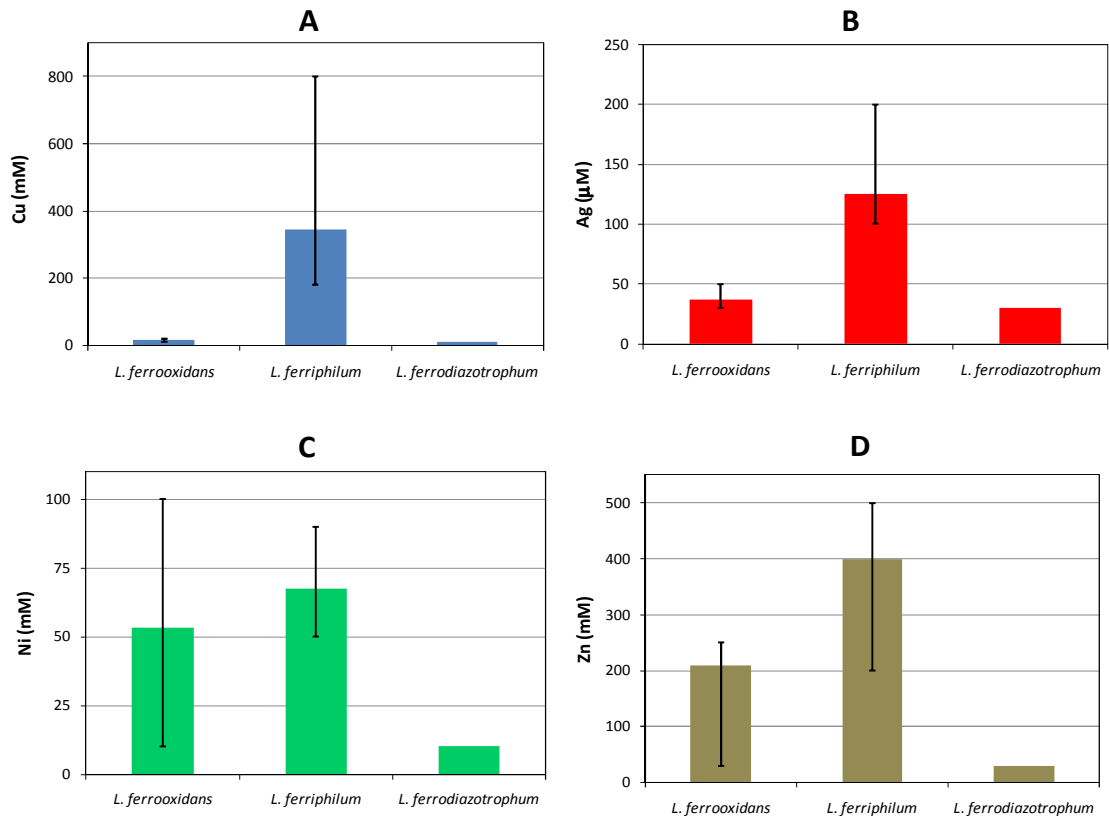 A
Cu (mM)
800
600
400
200
0
L. ferrooxidans
L. ferriphilum
L. ferrodiazotrophum
B
Ag (µM)
250
200
150
100
50
0
L. ferrooxidans
L. ferriphilum
L. ferrodiazotrophum
C
Ni (mM)
100
75
50
25
0
L. ferrooxidans
L. ferriphilum
L. ferrodiazotrophum
D
Zn (mM)
500
400
300
200
100
0
L. ferrooxidans
L. ferriphilum
L. ferrodiazotrophum